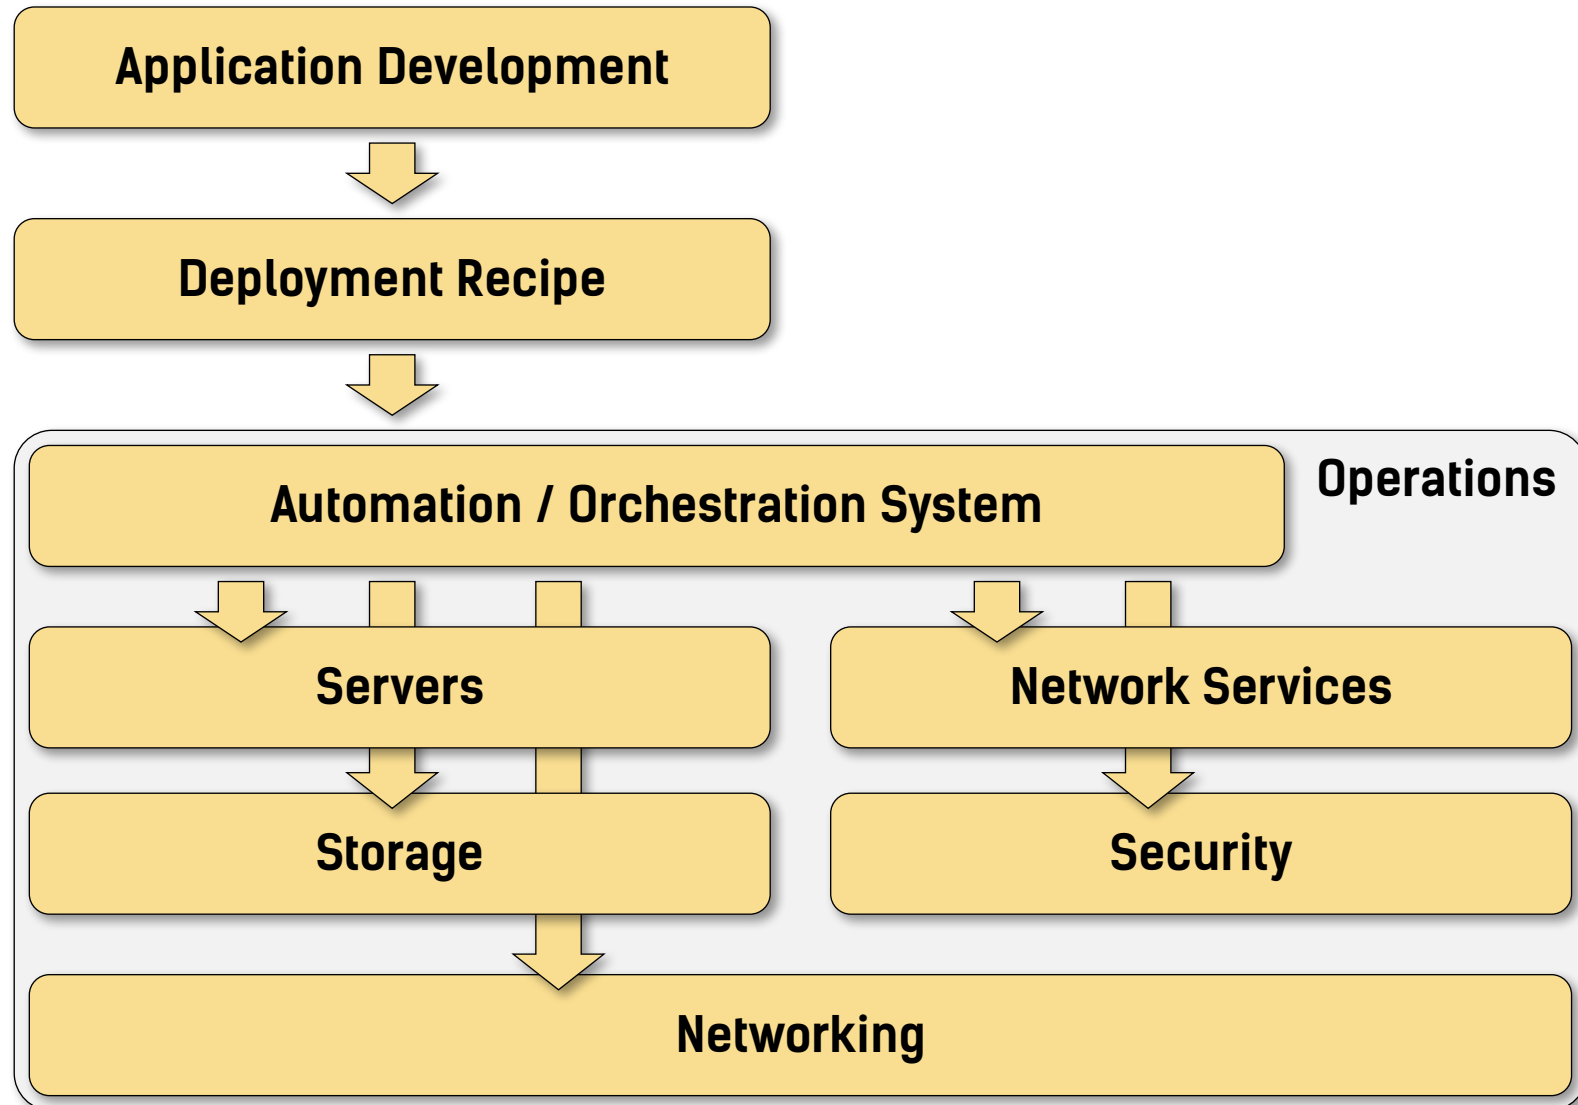 Application Development
Deployment Recipe
Operations
Automation / Orchestration System
Servers
Network Services
Storage
Security
Networking